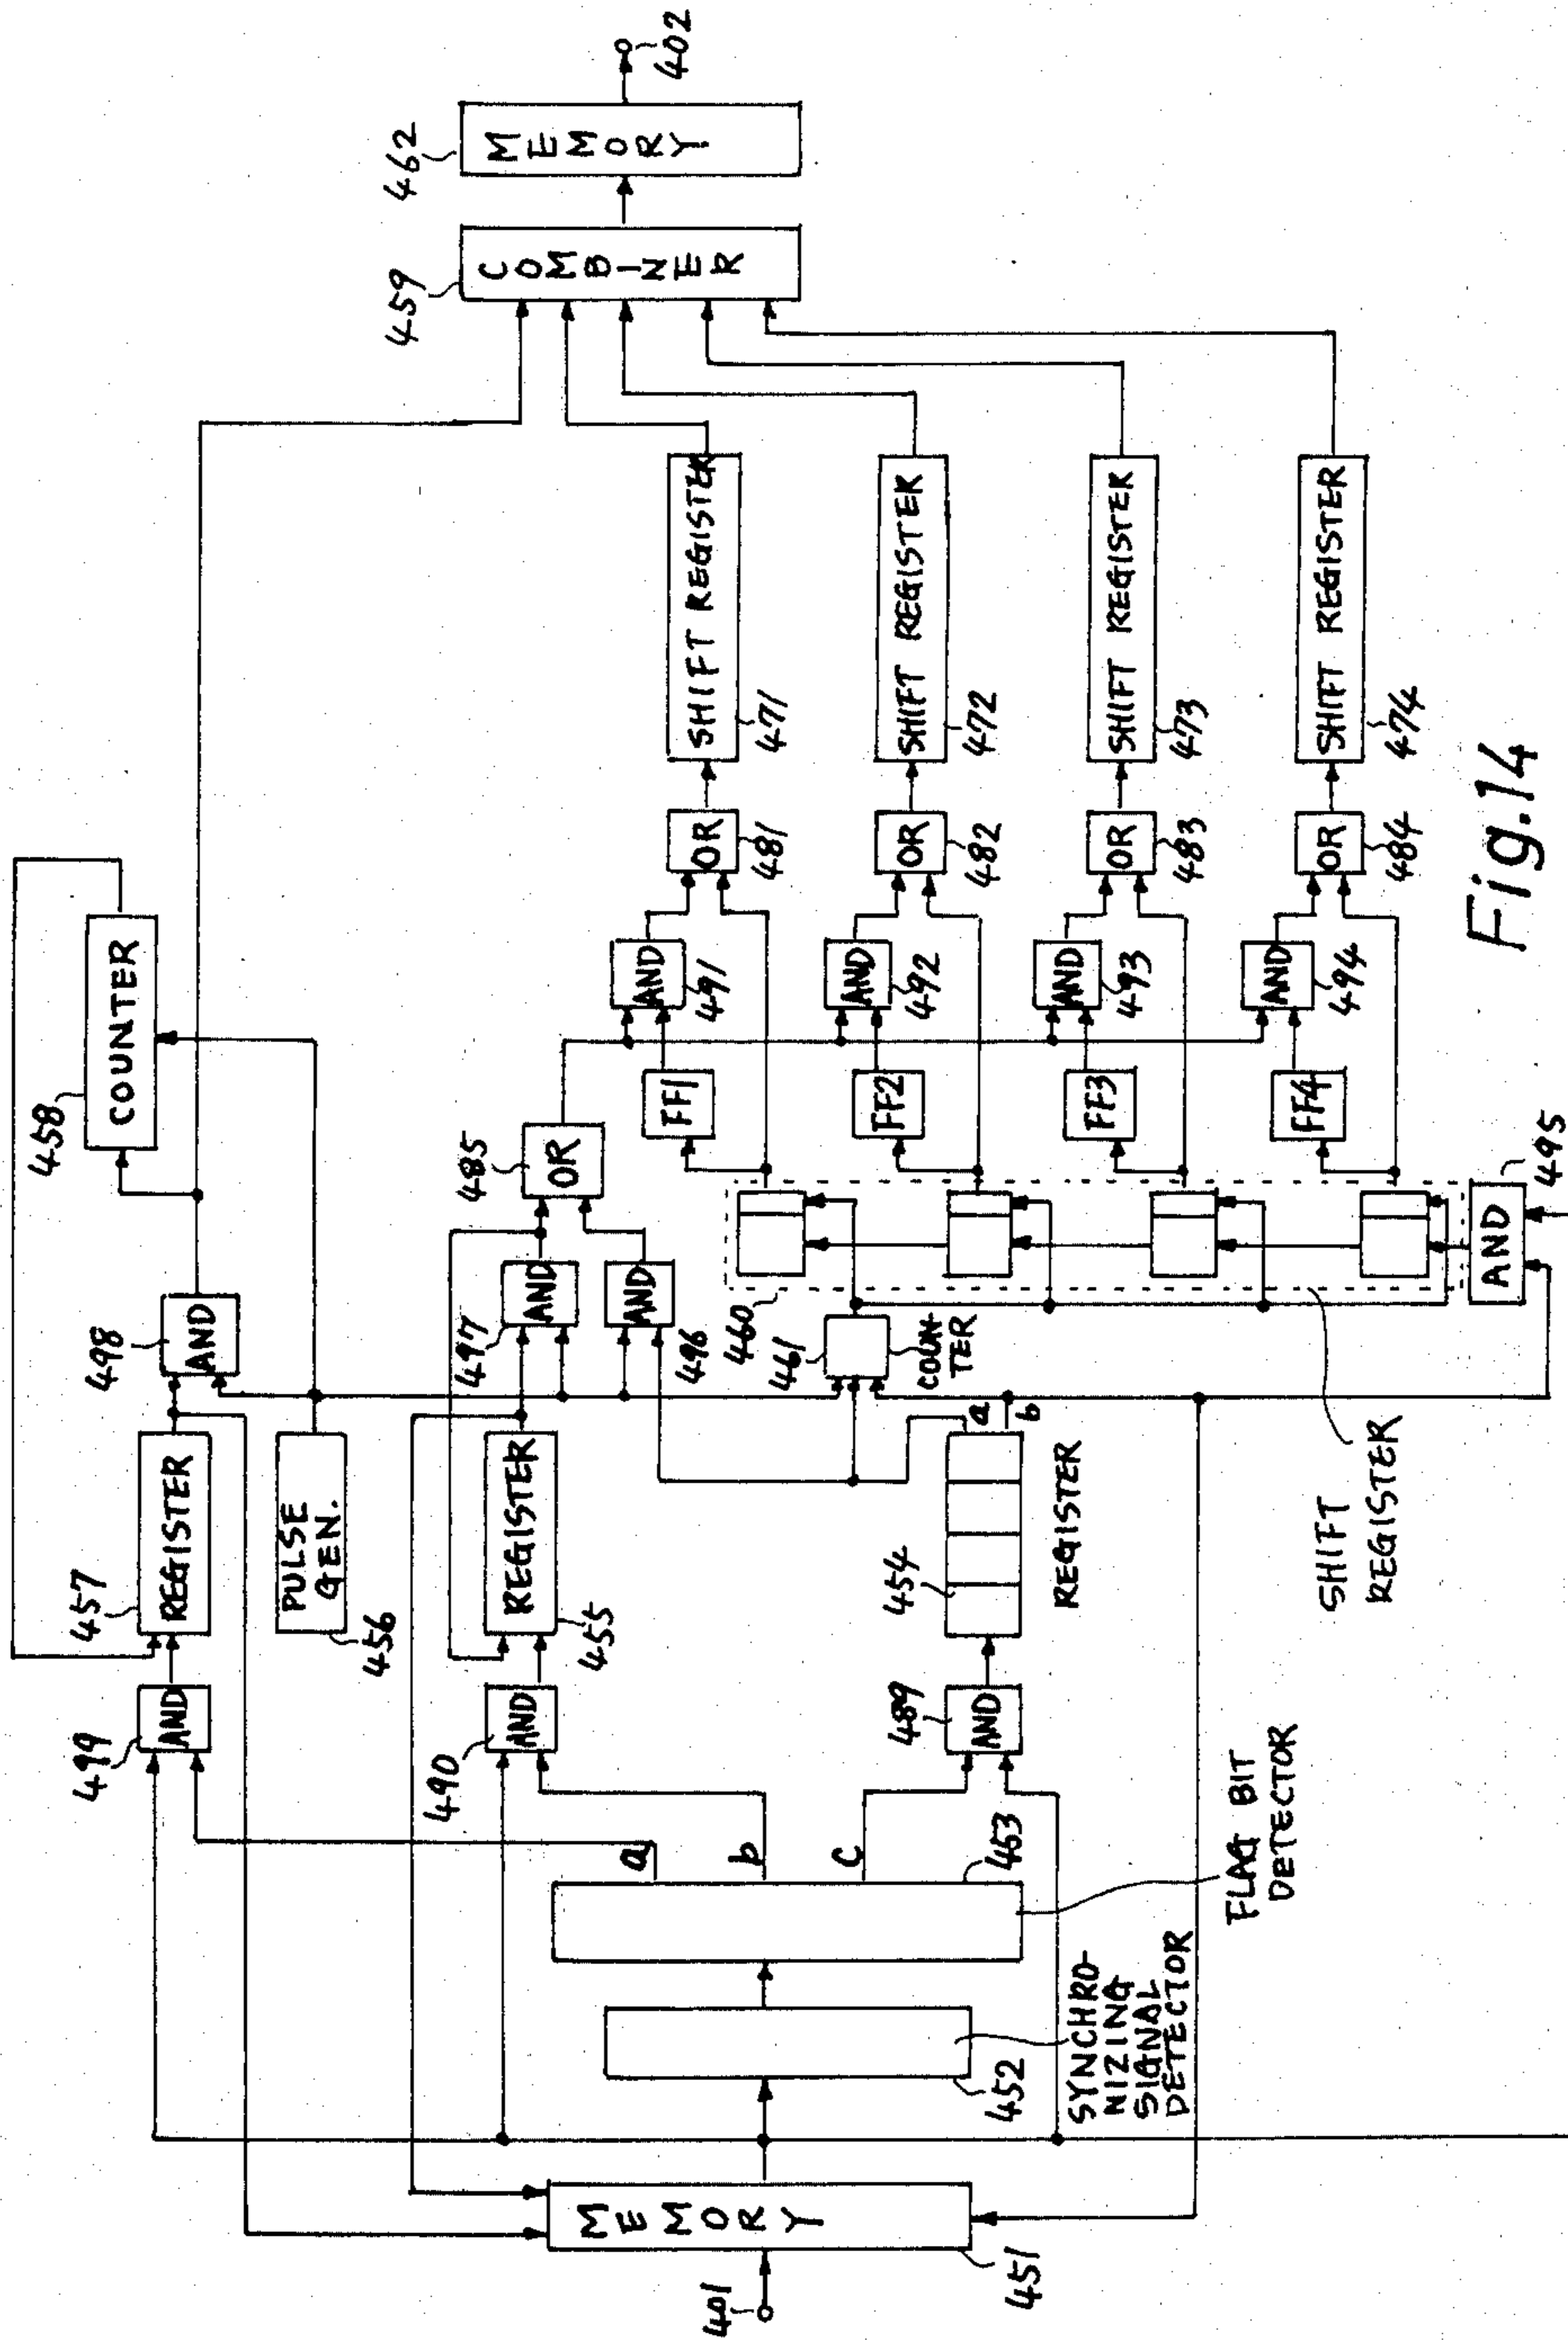 458
COUNTER
498
AND
457
REGISTER
499
AND
PULSE
GEN.
456
485
OR
497
AND
AND
496
REGISTER
455
490
AND
462
MEMORY
402
459
COMBINER
SHIFT REGISTER
471
OR
481
AND
491
FF1
SHIFT REGISTER
472
OR
482
AND
492
FF2
SHIFT REGISTER
473
OR
483
AND
493
FF3
SHIFT REGISTER
474
OR
484
AND
494
FF4
460
461
COUN-
TER
AND
495
a
b
454
REGISTER
489
AND
SHIFT
REGISTER
a
b
c
453
FLAG BIT
DETECTOR
452
SYNCHRO-
NIZING
SIGNAL
DETECTOR
MEMORY
451
401
Fig.14